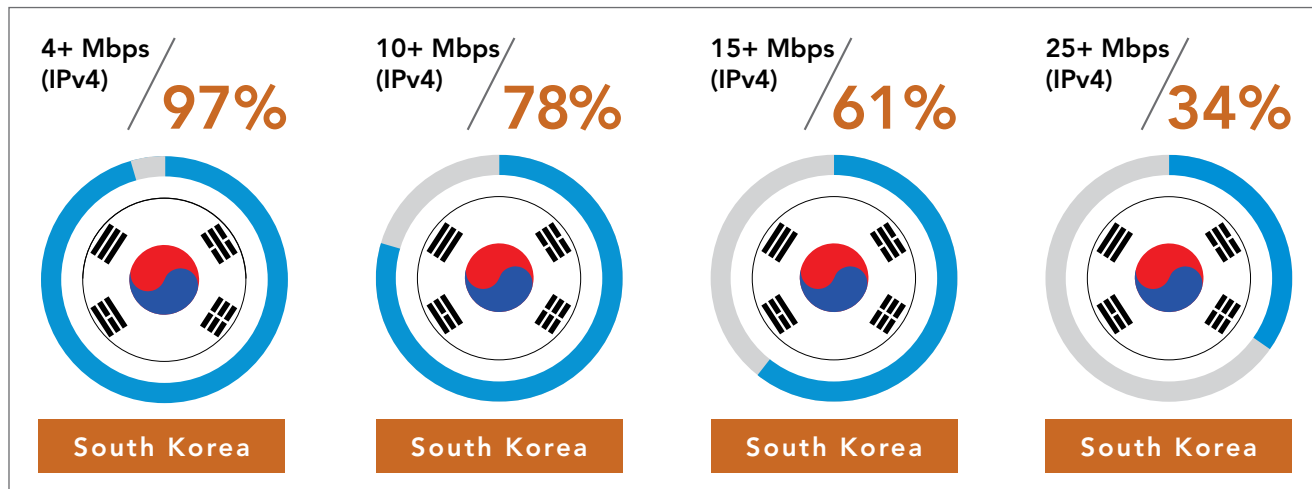 4+ Mbps
(IPv4)
97%
South Korea
10+ Mbps
(IPv4)
78%
South Korea
15+ Mbps
(IPv4)
61%
South Korea
25+ Mbps
(IPv4)
34%
South Korea